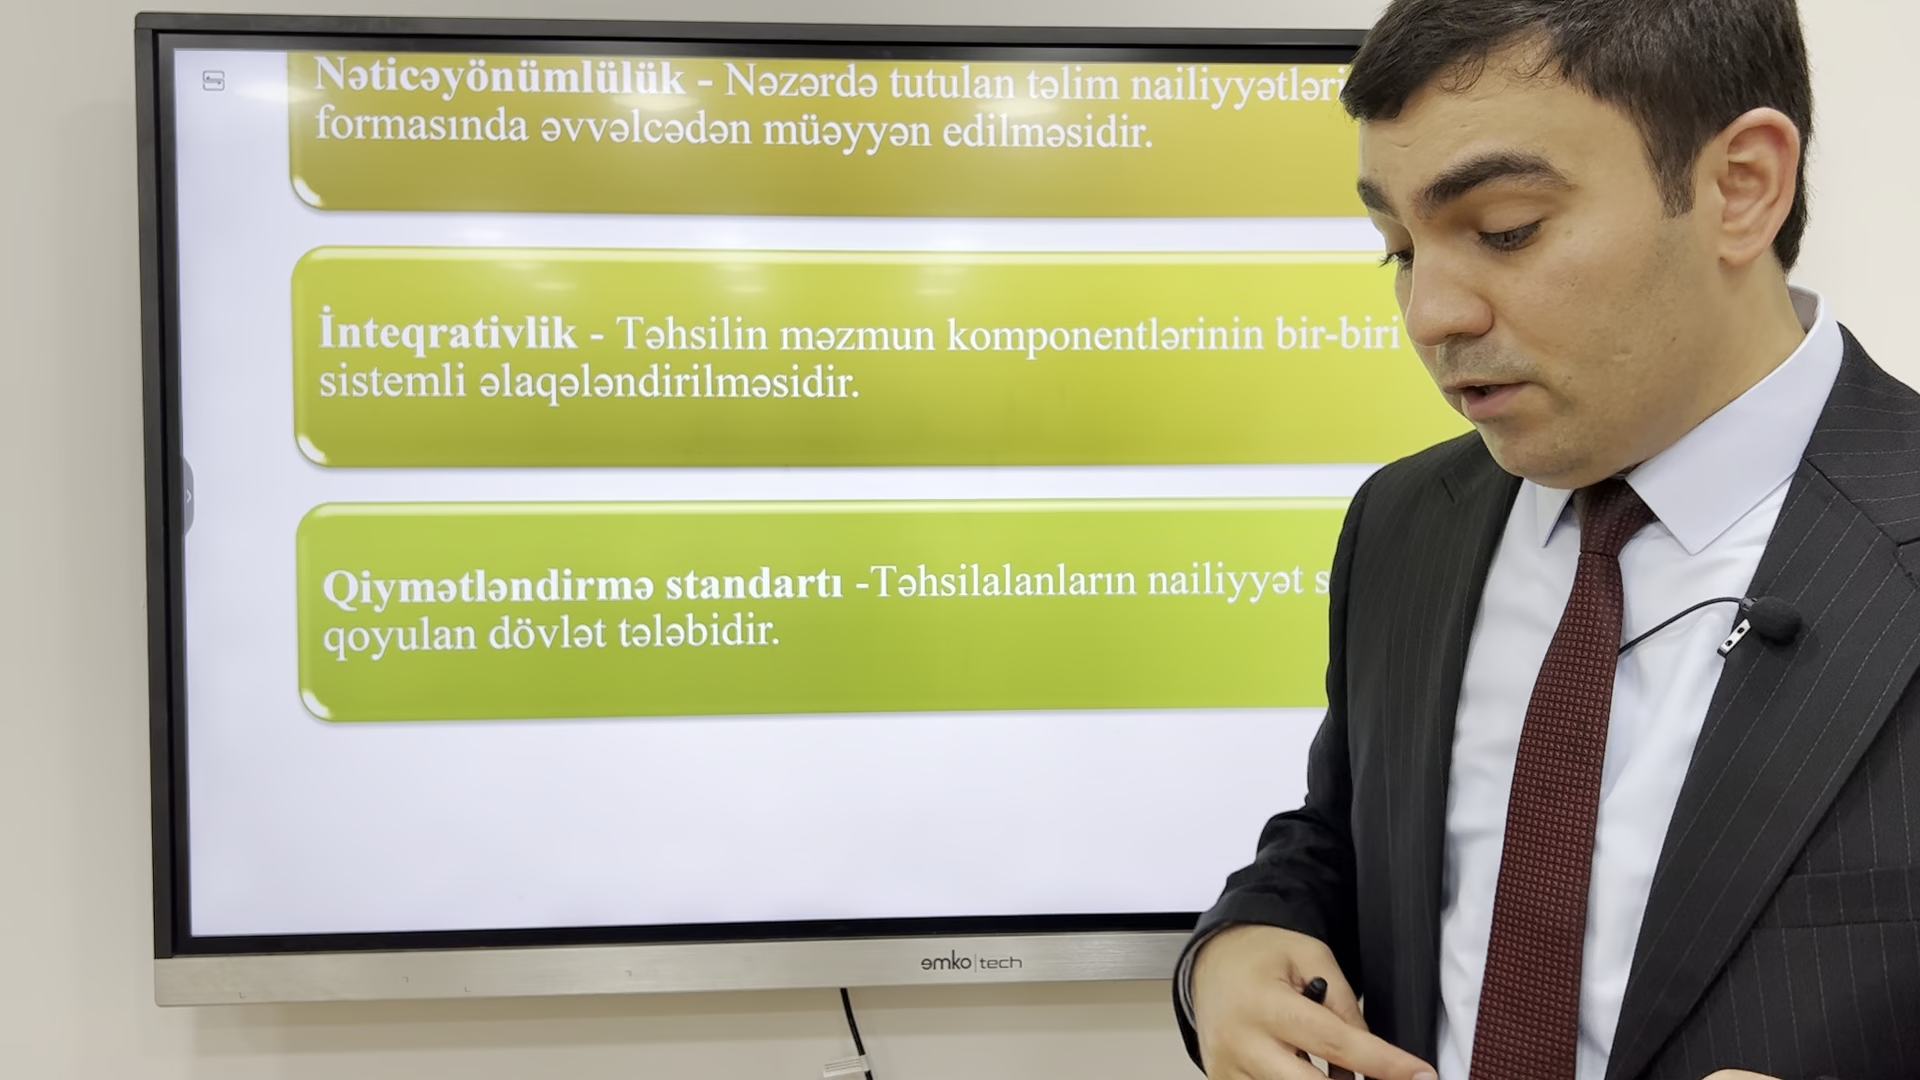 Nəticəyönümlülük - Nəzərdə tutulan təlim nailiyyətləri
formasında əvvəlcədən müəyyən edilməsidir.
İnteqrativlik - Təhsilin məzmun komponentlərinin bir-biri
sistemli əlaqələndirilməsidir.
Qiymətləndirmə standartı -Təhsilalanların nailiyyət
qoyulan dövlət tələbidir.
emko|tech